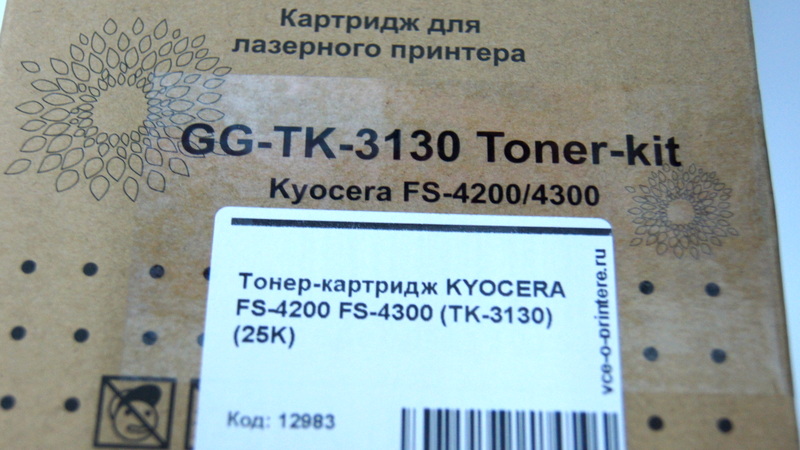 Картридж для
лазерного принтера
GG-TK-3130 Toner-kit
Kyocera FS-4200/4300
Тонер-картридж KYOCERA
FS-4200 FS-4300 (TK-3130)
(25K)
vce-o-printere.ru
Код: 12983